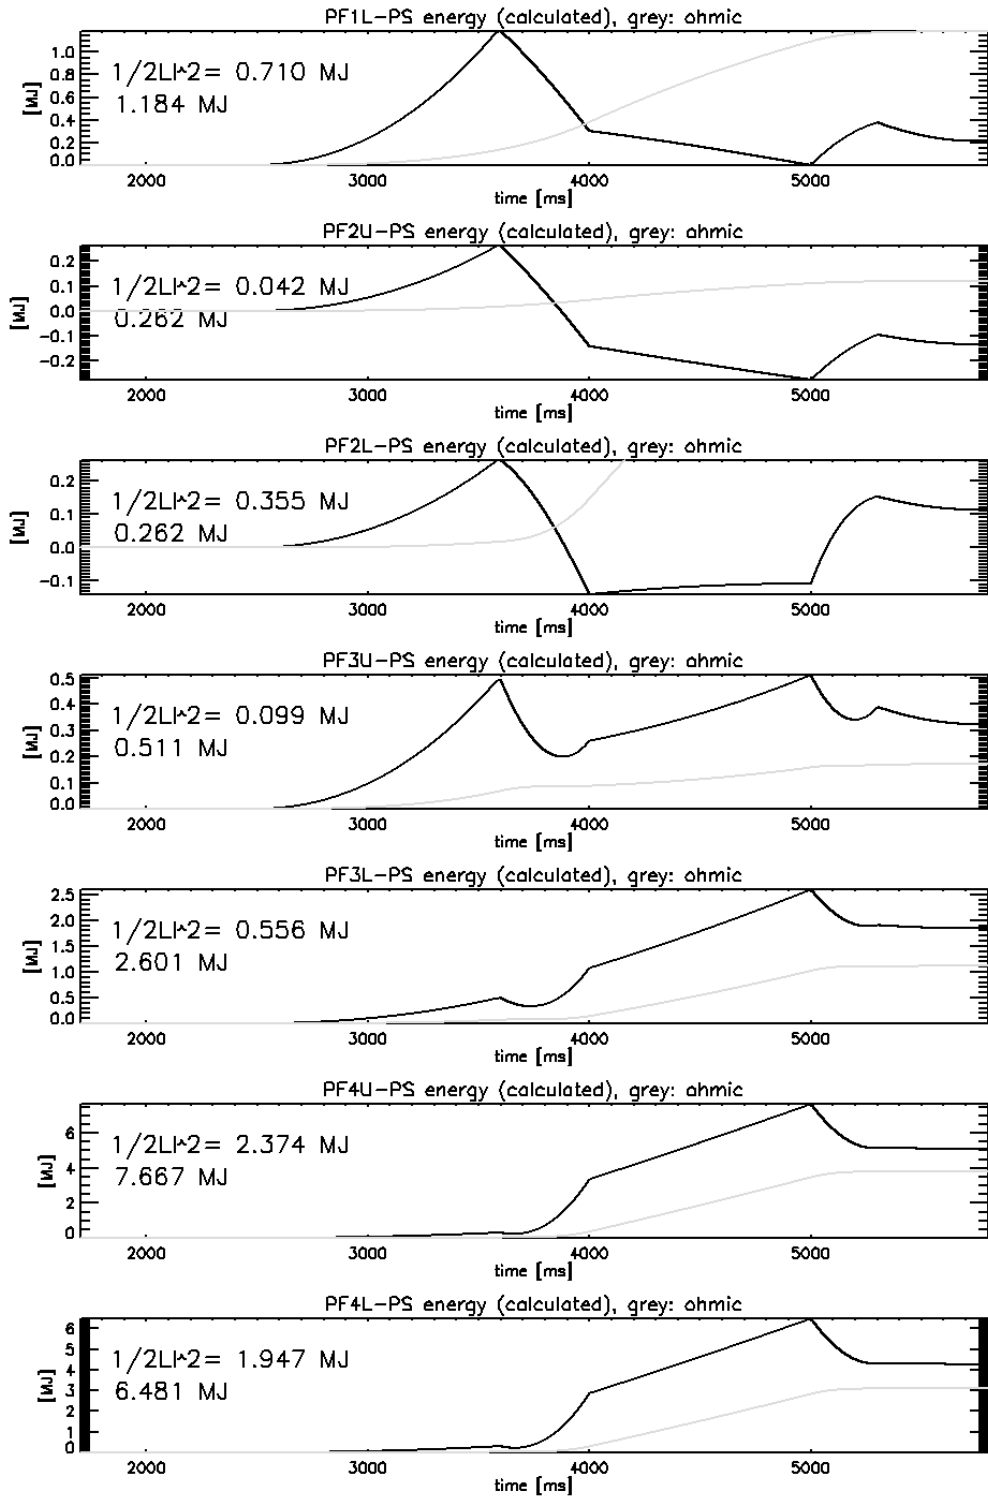 PF1L-PS energy (calculated), grey: ohmic
1.0
0.8
0.6
0.4
0.2
0.0
[MJ]
1/2LI^2= 0.710 MJ
1.184 MJ
2000 3000 4000 5000
time [ms]
PF2U-PS energy (calculated), grey: ohmic
0.2
0.1
0.0
-0.1
-0.2
[MJ]
1/2LI^2= 0.042 MJ
0.262 MJ
2000 3000 4000 5000
time [ms]
PF2L-PS energy (calculated), grey: ohmic
0.2
0.1
0.0
-0.1
[MJ]
1/2LI^2= 0.355 MJ
0.262 MJ
2000 3000 4000 5000
time [ms]
PF3U-PS energy (calculated), grey: ohmic
0.5
0.4
0.3
0.2
0.1
0.0
[MJ]
1/2LI^2= 0.099 MJ
0.511 MJ
2000 3000 4000 5000
time [ms]
PF3L-PS energy (calculated), grey: ohmic
2.5
2.0
1.5
1.0
0.5
0.0
[MJ]
1/2LI^2= 0.556 MJ
2.601 MJ
2000 3000 4000 5000
time [ms]
PF4U-PS energy (calculated), grey: ohmic
6
4
2
0
[MJ]
1/2LI^2= 2.374 MJ
7.667 MJ
2000 3000 4000 5000
time [ms]
PF4L-PS energy (calculated), grey: ohmic
6
5
4
3
2
1
0
[MJ]
1/2LI^2= 1.947 MJ
6.481 MJ
2000 3000 4000 5000
time [ms]